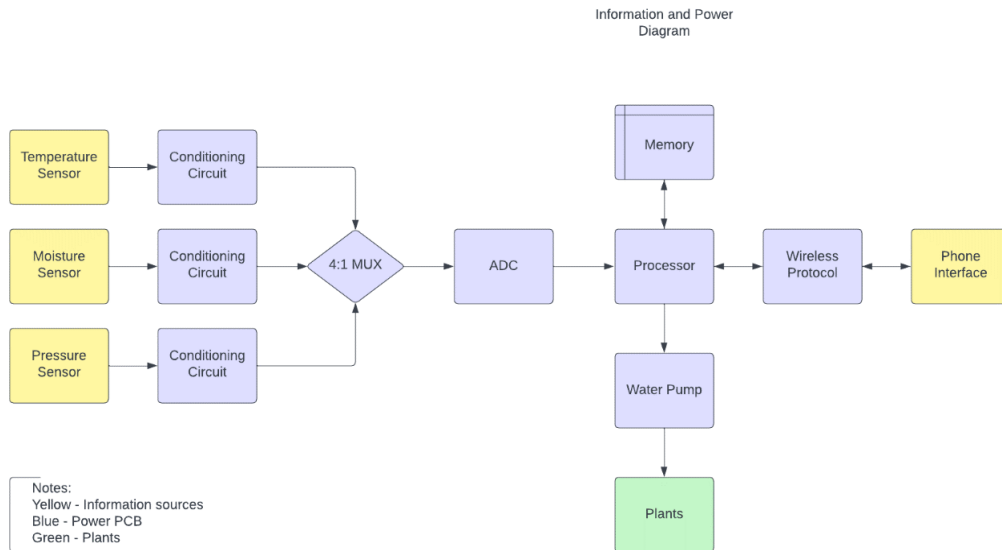 Information and Power
Diagram
Temperature
Sensor
Conditioning
Circuit
Memory
Moisture
Sensor
Conditioning
Circuit
4:1 MUX
ADC
Processor
Wireless
Protocol
Phone
Interface
Pressure
Sensor
Conditioning
Circuit
Water Pump
Plants
Notes:
Yellow - Information sources
Blue - Power PCB
Green - Plants